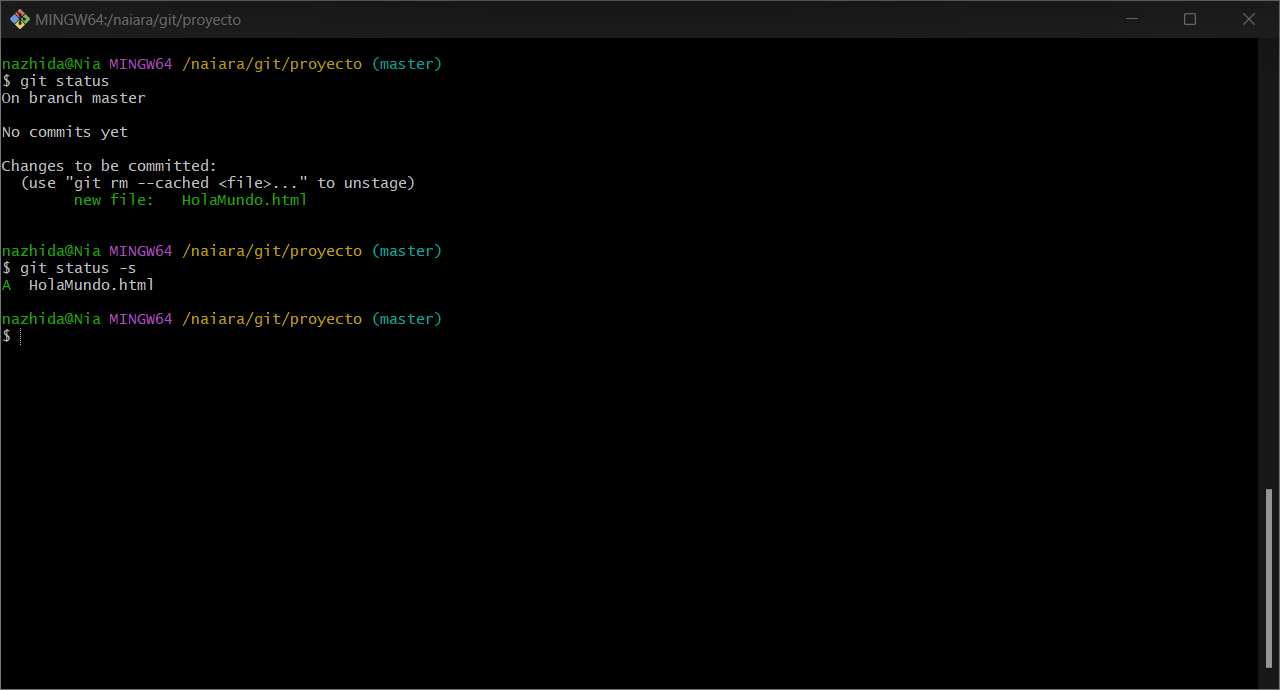 MINGW64:/naiara/git/proyecto
nazhida@Nia MINGW64 /naiara/git/proyecto (master)
$ git status
On branch master
No commits yet
Changes to be committed:
  (use "git rm --cached <file>..." to unstage)
        new file:   HolaMundo.html
nazhida@Nia MINGW64 /naiara/git/proyecto (master)
$ git status -s
A  HolaMundo.html
nazhida@Nia MINGW64 /naiara/git/proyecto (master)
$